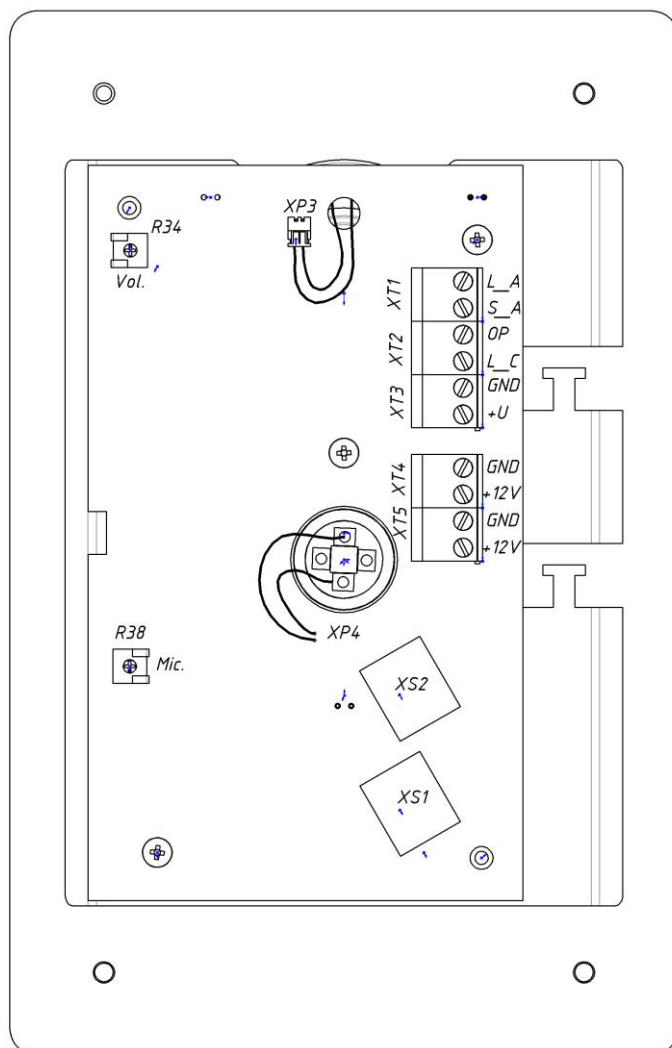 XP3
R34
Vol.
XT1
L_A
S_A
XT2
OP
L_C
XT3
GND
+U
XT4
GND
+12V
XT5
GND
+12V
XP4
R38
Mic.
XS2
XS1